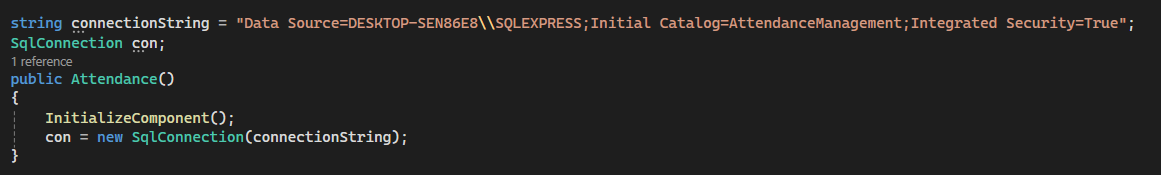 string connectionString = "Data Source=DESKTOP-SEN86E8\\SQLEXPRESS;Initial Catalog=AttendanceManagement;Integrated Security=True";
SqlConnection con;
1 reference
public Attendance()
{
    InitializeComponent();
    con = new SqlConnection(connectionString);
}